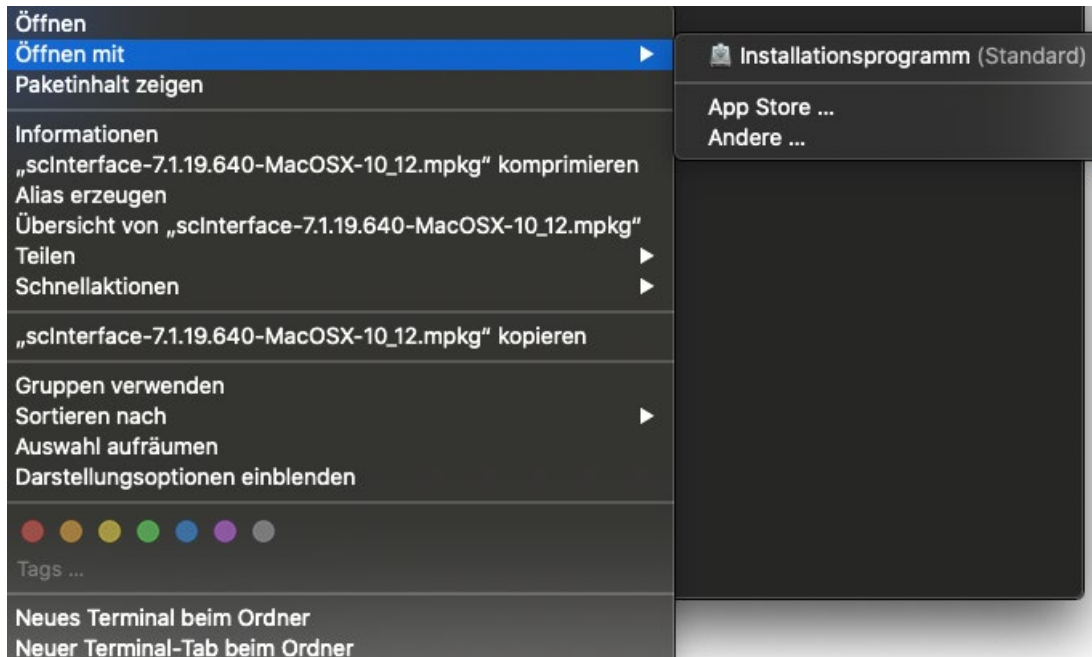 Öffnen
Öffnen mit
Paketinhalt zeigen
Informationen
„scInterface-7.1.19.640-MacOSX-10_12.mpkg“ komprimieren
Alias erzeugen
Übersicht von „scInterface-7.1.19.640-MacOSX-10_12.mpkg“
Teilen
Schnellaktionen
„scInterface-7.1.19.640-MacOSX-10_12.mpkg“ kopieren
Gruppen verwenden
Sortieren nach
Auswahl aufräumen
Darstellungsoptionen einblenden
Tags ...
Neues Terminal beim Ordner
Neuer Terminal-Tab beim Ordner
Installationsprogramm (Standard)
App Store ...
Andere ...